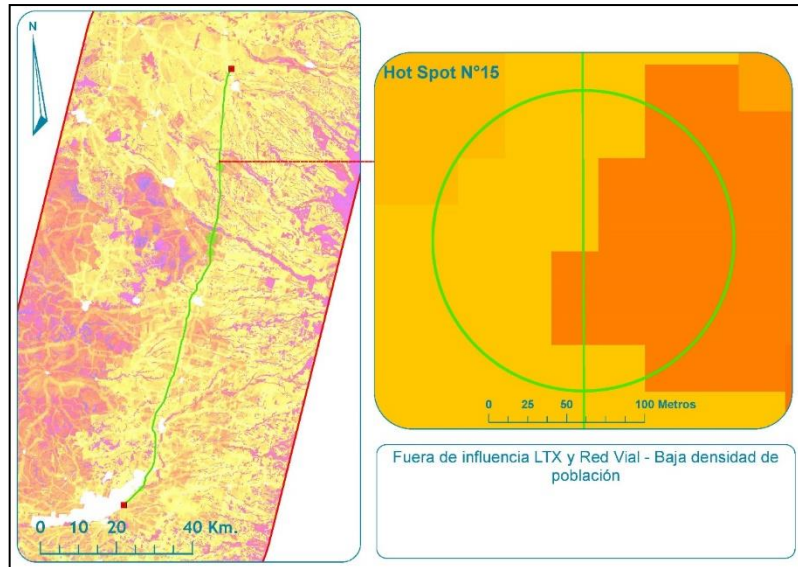 N
Hot Spot N°15
0 25 50 100 Metros
Fuera de influencia LTX y Red Vial - Baja densidad de
población
0 10 20 40 Km.